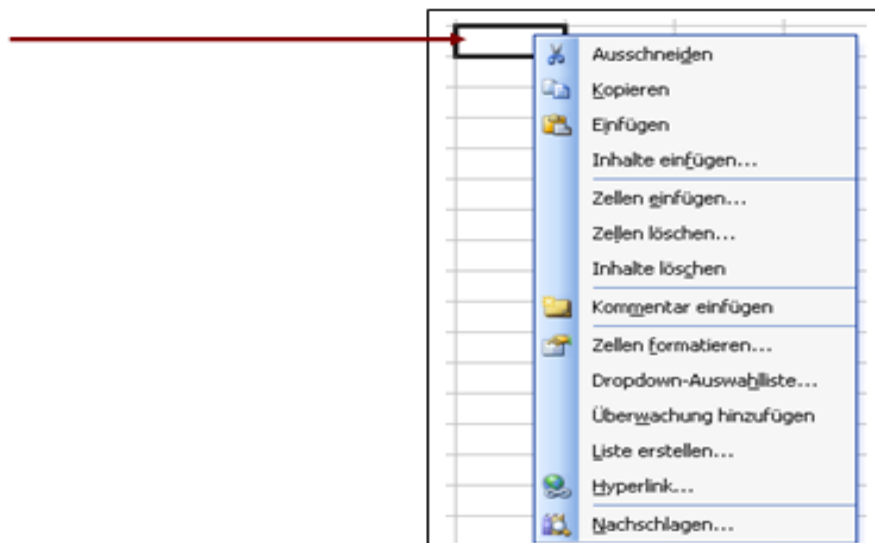 Ausschneiden
Kopieren
Einfügen
Inhalte einfügen...
Zellen einfügen...
Zellen löschen...
Inhalte löschen
Kommentar einfügen
Zellen formatieren...
Dropdown-Auswahlliste...
Überwachung hinzufügen
Liste erstellen...
Hyperlink...
Nachschlagen...